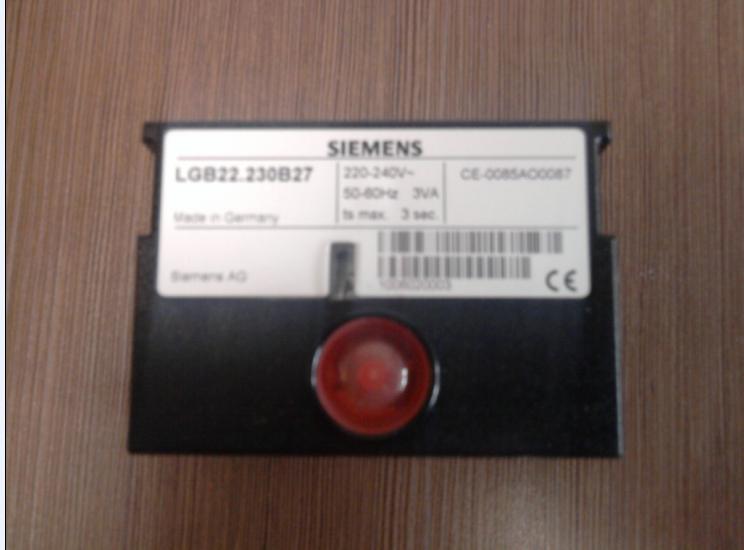 SIEMENS
LGB22.230B27
220-240V~
50-60Hz 3VA
ts max. 3 sec.
CE-0085AO0087
Made in Germany
Siemens AG
1006020003
CE